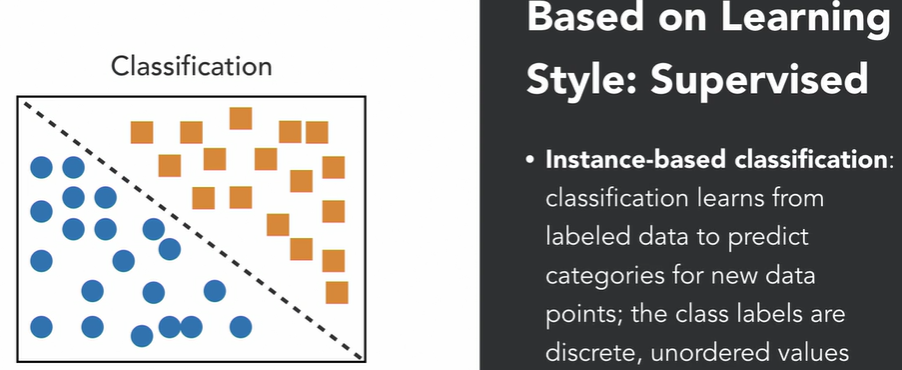 Classification
Based on Learning
Style: Supervised
• Instance-based classification:
classification learns from
labeled data to predict
categories for new data
points; the class labels are
discrete, unordered values